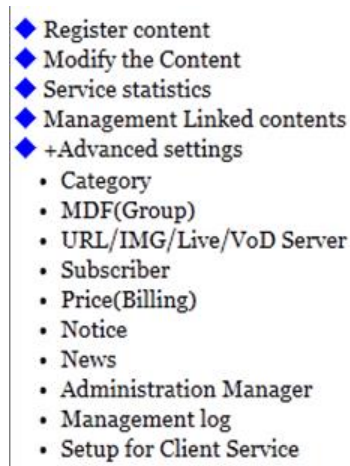 Register content
Modify the Content
Service statistics
Management Linked contents
+Advanced settings
Category
MDF(Group)
URL/IMG/Live/VoD Server
Subscriber
Price(Billing)
Notice
News
Administration Manager
Management log
Setup for Client Service